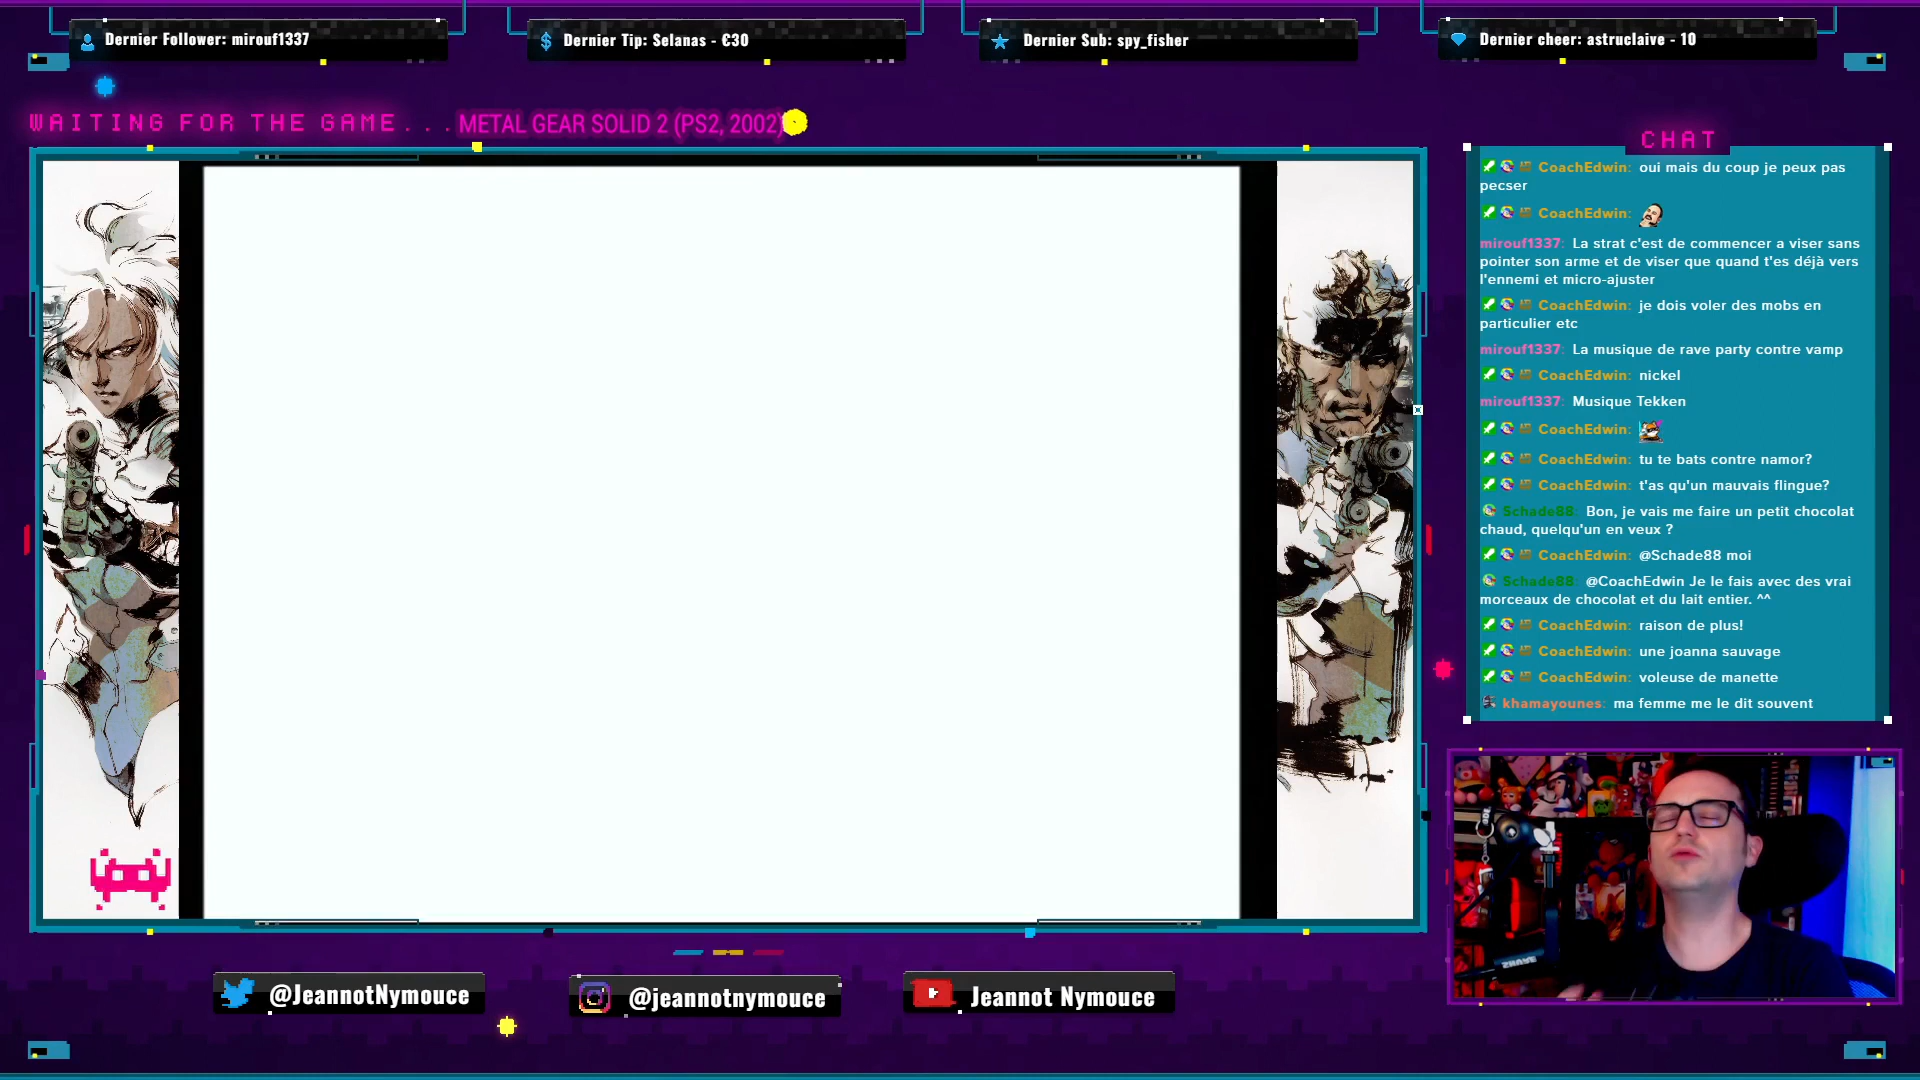 Dernier Follower: mirouf1337
Dernier Tip: Selanas - €30
Dernier Sub: spy_fisher
Dernier cheer: astruclaive - 10
WAITING FOR THE GAME... METAL GEAR SOLID 2 (PS2, 2002)
CHAT
CoachEdwin: oui mais du coup je peux pas
pecser
CoachEdwin:
mirouf1337: La strat c'est de commencer a viser sans
pointer son arme et de viser que quand t'es déjà vers
l'ennemi et micro-ajuster
CoachEdwin: je dois voler des mobs en
particulier etc
mirouf1337: La musique de rave party contre vamp
CoachEdwin: nickel
mirouf1337: Musique Tekken
CoachEdwin:
CoachEdwin: tu te bats contre namor?
CoachEdwin: t'as qu'un mauvais flingue?
Schade88: Bon, je vais me faire un petit chocolat
chaud, quelqu'un en veux ?
CoachEdwin: @Schade88 moi
Schade88: @CoachEdwin Je le fais avec des vrai
morceaux de chocolat et du lait entier. ^^
CoachEdwin: raison de plus!
CoachEdwin: une joanna sauvage
CoachEdwin: voleuse de manette
khamayounes: ma femme me le dit souvent
@JeannotNymouce
@jeannotnymouce
Jeannot Nymouce